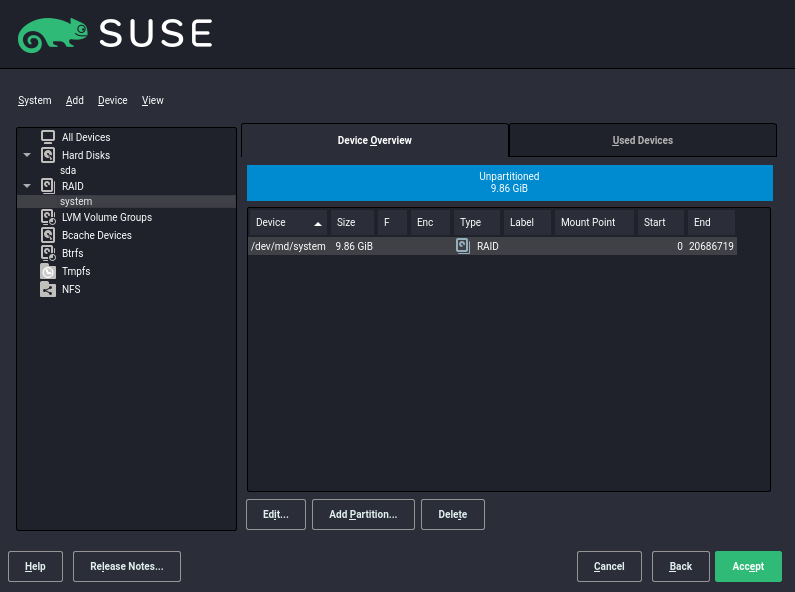 SUSE
System Add Device View
All Devices
Hard Disks
sda
RAID
system
LVM Volume Groups
Bcache Devices
Btrfs
Tmpfs
NFS
Device Overview Used Devices
Unpartitioned
9.86 GiB
Device Size F Enc Type Label Mount Point Start End
/dev/md/system 9.86 GiB RAID 0 20686719
Edit... Add Partition... Delete
Help Release Notes... Cancel Back Accept